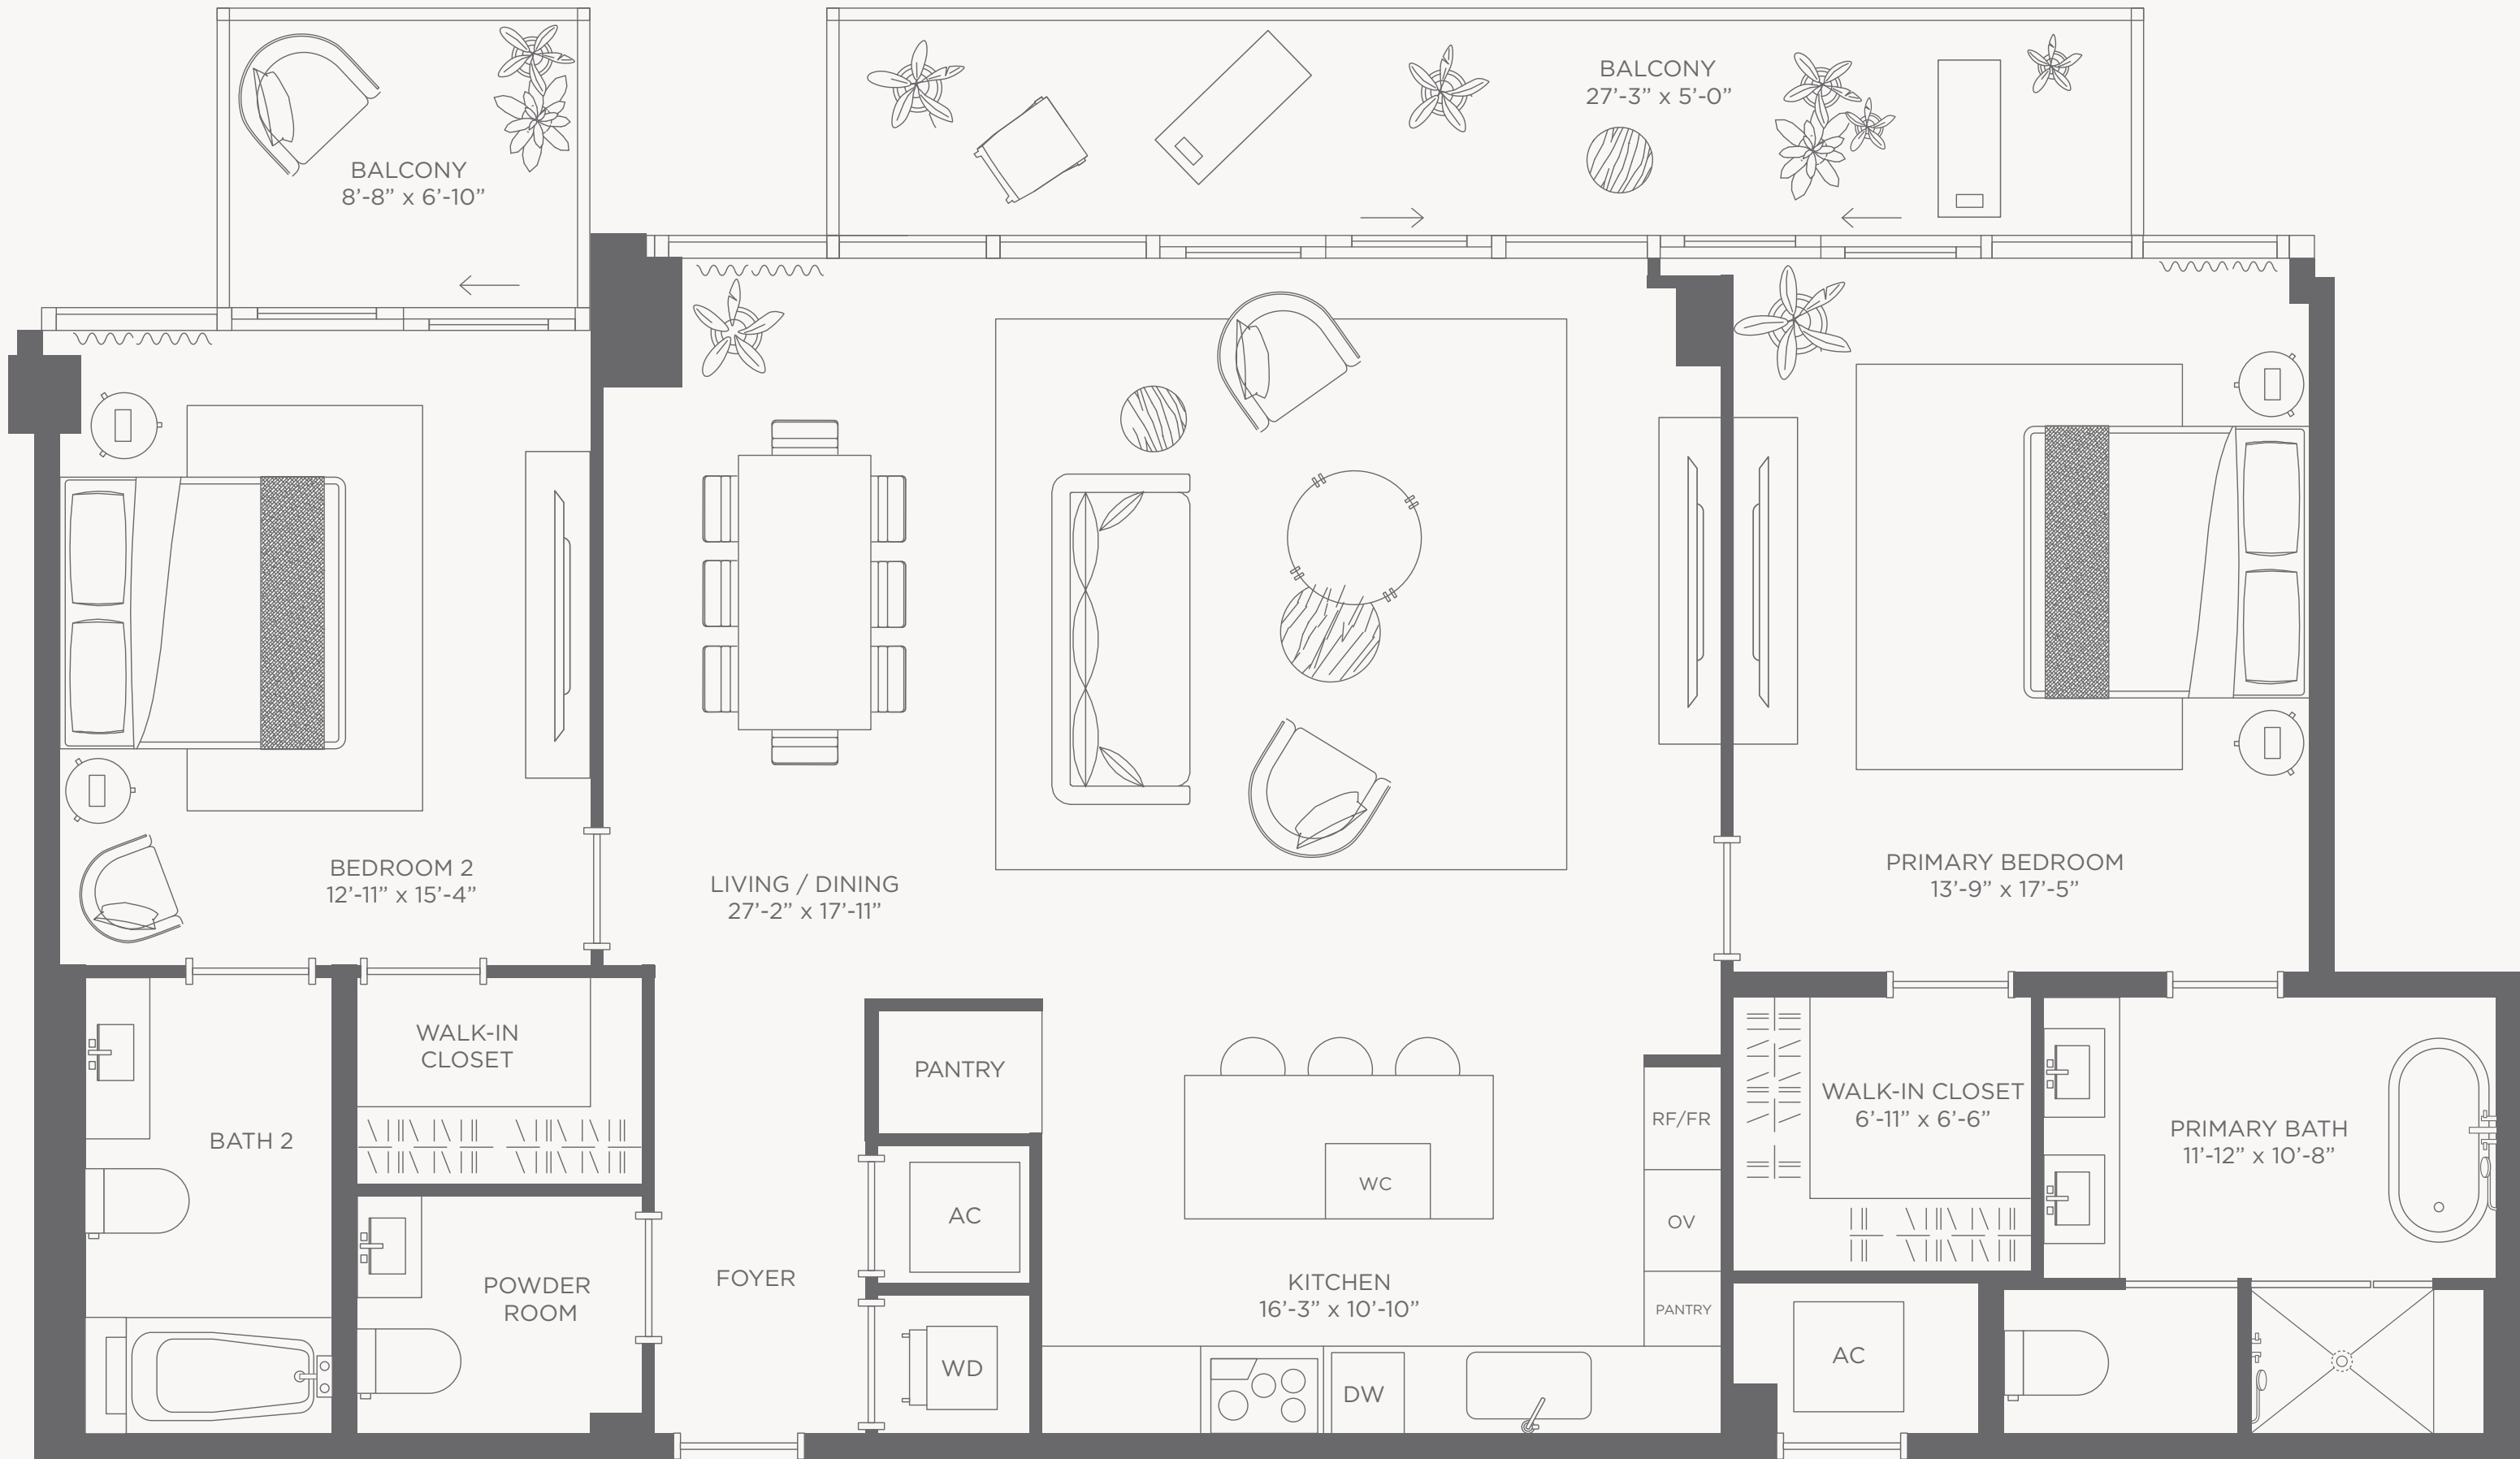 BALCONY
27’-3” x 5’-0”
BALCONY
8’-8” x 6’-10”
BEDROOM 2
12’-11” x 15’-4”
LIVING / DINING
27’-2” x 17’-11”
PRIMARY BEDROOM
13’-9” x 17’-5”
WALK-IN
CLOSET
PANTRY
BATH 2
RF/FR
WALK-IN CLOSET
6’-11” x 6’-6”
PRIMARY BATH
11’-12” x 10’-8”
WC
AC
OV
FOYER
POWDER
ROOM
KITCHEN
16’-3” x 10’-10”
PANTRY
WD
DW
AC